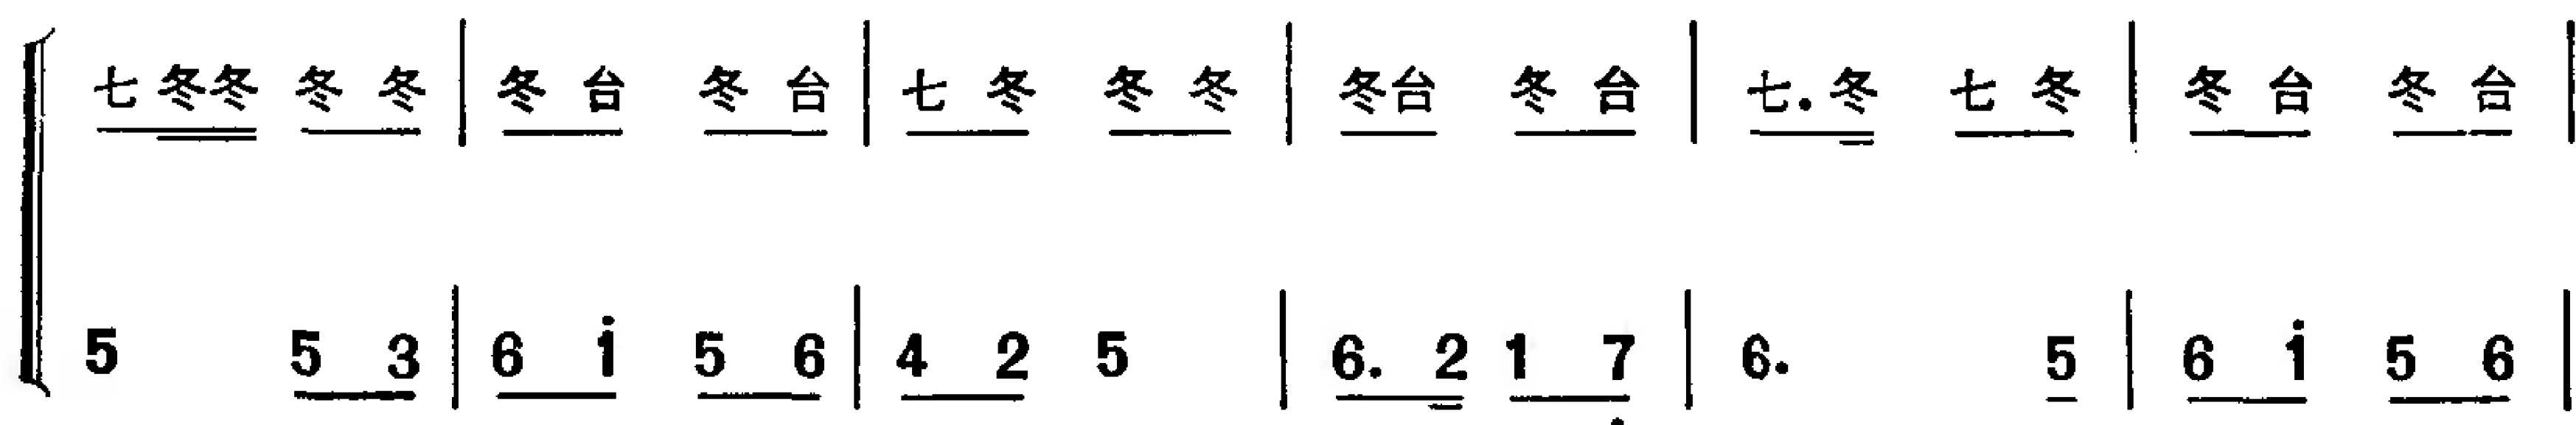 七冬冬 冬冬 | 冬台 冬台 | 七冬 冬冬 | 冬台 冬台 | 七.冬 七冬 | 冬台 冬台 |
5 5 3 | 6 i 5 6 | 4 2 5 | 6. 2 1 7̣ | 6. 5 | 6 i 5 6 |